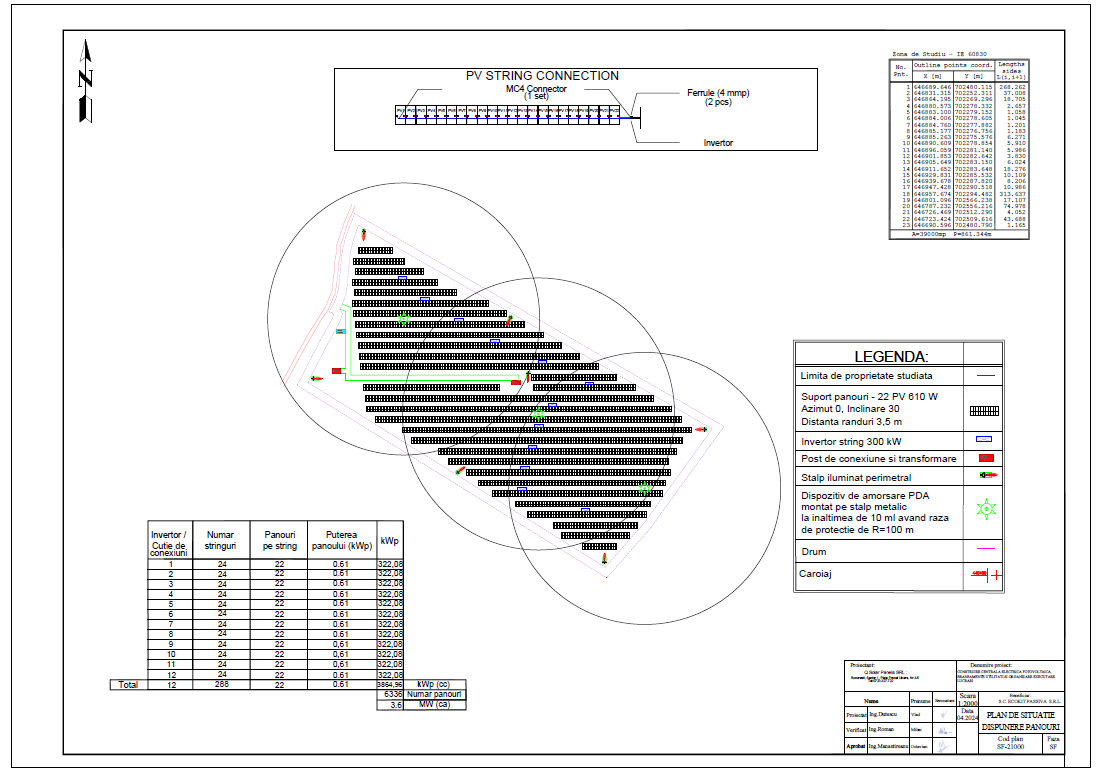 N
PV STRING CONNECTION
MC4 Connector
(1 set)
Ferrule (4 mmp)
(2 pcs)
Invertor
Zona de Studiu - IE 60830
No. Pnt. Outline points coord. Lengths sides L(i,i+1)
X [m] Y [m]
1 646689.646 702480.115 268.262
2 646831.315 702252.311 37.008
3 646864.195 702269.296 18.705
4 646880.573 702278.332 2.657
5 646883.100 702279.152 1.058
6 646884.006 702278.605 1.045
7 646884.760 702277.882 1.201
8 646885.177 702276.756 1.183
9 646885.263 702275.576 6.271
10 646890.609 702278.854 5.910
11 646896.059 702281.140 5.986
12 646901.853 702282.642 3.830
13 646905.649 702283.150 6.024
14 646911.652 702283.648 18.276
15 646929.831 702285.532 10.109
16 646939.678 702287.820 8.206
17 646947.428 702290.518 10.986
18 646957.674 702294.482 313.637
19 646801.096 702566.238 17.107
20 646787.232 702556.216 74.978
21 646726.469 702512.290 4.052
22 646723.424 702509.616 43.688
23 646690.596 702480.790 1.165
A=39000mp P=861.344m
LEGENDA:
Limita de proprietate studiata
Suport panouri - 22 PV 610 W
Azimut 0, Inclinare 30
Distanta randuri 3,5 m
Invertor string 300 kW
Post de conexiune si transformare
Stalp iluminat perimetral
Dispozitiv de amorsare PDA
montat pe stalp metalic
la inaltimea de 10 ml avand raza
de protectie de R=100 m
Drum
Caroiaj
Invertor / Cutie de conexiuni Numar stringuri Panouri pe string Puterea panoului (kWp) kWp
1 24 22 0.61 322,08
2 24 22 0.61 322,08
3 24 22 0.61 322,08
4 24 22 0.61 322,08
5 24 22 0.61 322,08
6 24 22 0.61 322,08
7 24 22 0,61 322,08
8 24 22 0,61 322,08
9 24 22 0,61 322,08
10 24 22 0,61 322,08
11 24 22 0,61 322,08
12 24 22 0.61 322,08
Total 12 288 22 0.61 3864,96 kWp (cc)
6336 Numar panouri
3.6 MW (ca)
Proiectant:
Denumire proiect:
Nume Prenume Semnatura
Scara
1:2000
Beneficiar:
S.C. ECOKIT PASSIVA, S.R.L.
Proiectat Ing.Dutescu Vlad
Data
04.2024
PLAN DE SITUATIE
DISPUNERE PANOURI
Verificat Ing.Roman Mihai
Aprobat Ing.Manastireanu Octavian
Cod plan
SF-21000
Faza
SF